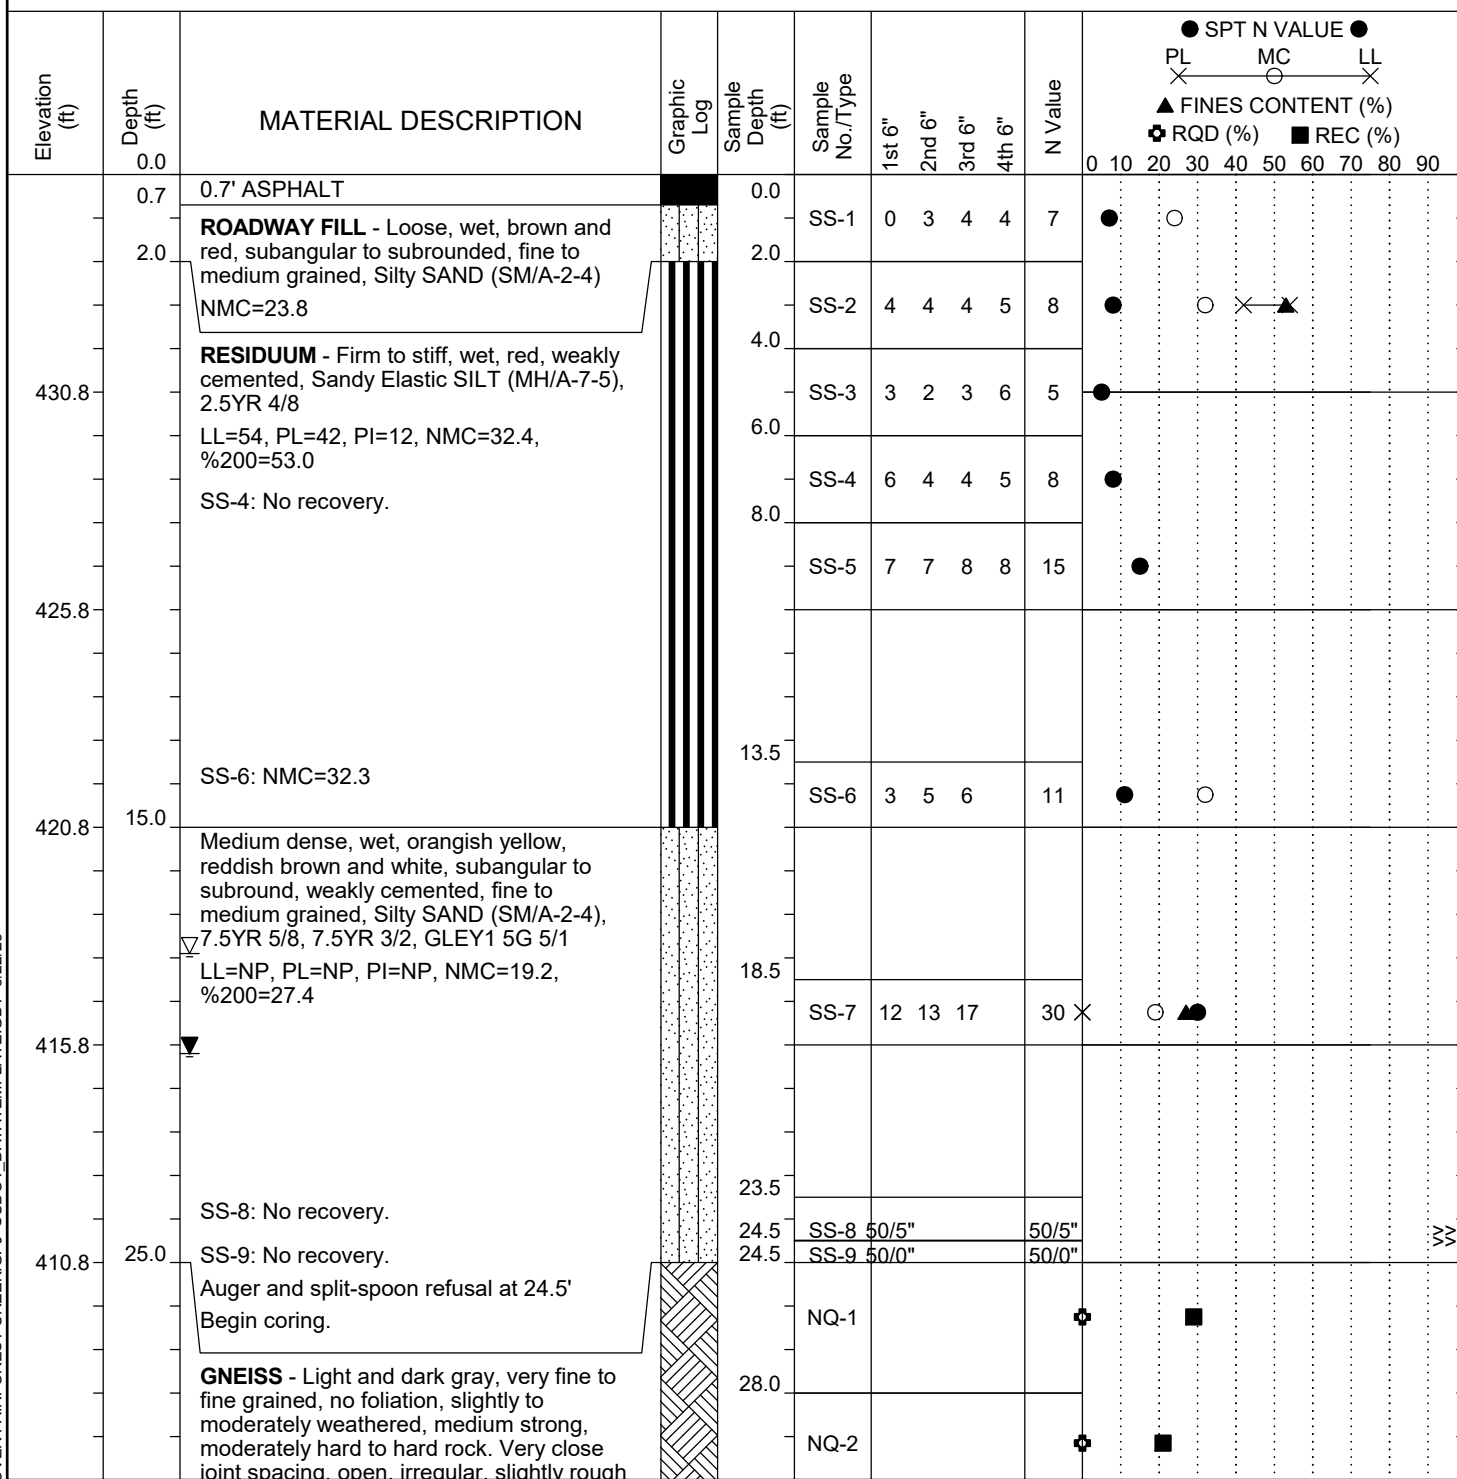 ● SPT N VALUE ●
PL MC LL
▲ FINES CONTENT (%)
RQD (%) ■ REC (%)
Elevation (ft)
Depth (ft)
MATERIAL DESCRIPTION
Graphic Log
Sample Depth (ft)
Sample No./Type
1st 6"
2nd 6"
3rd 6"
4th 6"
N Value
0.0
0 10 20 30 40 50 60 70 80 90
0.7 0.7' ASPHALT 0.0
ROADWAY FILL - Loose, wet, brown and
SS-1 0 3 4 4 7
2.0 red, subangular to subrounded, fine to 2.0
medium grained, Silty SAND (SM/A-2-4)
NMC=23.8
SS-2 4 4 4 5 8
4.0
RESIDUUM - Firm to stiff, wet, red, weakly
cemented, Sandy Elastic SILT (MH/A-7-5),
430.8 SS-3 3 2 3 6 5
2.5YR 4/8
6.0
LL=54, PL=42, PI=12, NMC=32.4,
%200=53.0
SS-4 6 4 4 5 8
SS-4: No recovery.
8.0
SS-5 7 7 8 8 15
425.8
13.5
SS-6: NMC=32.3
SS-6 3 5 6 11
420.8 15.0
Medium dense, wet, orangish yellow,
reddish brown and white, subangular to
subround, weakly cemented, fine to
medium grained, Silty SAND (SM/A-2-4),
7.5YR 5/8, 7.5YR 3/2, GLEY1 5G 5/1
LL=NP, PL=NP, PI=NP, NMC=19.2,
18.5
%200=27.4
SS-7 12 13 17 30
415.8
23.5
SS-8: No recovery.
24.5 SS-8 50/5" 50/5" >>
SS-9: No recovery. 24.5 SS-9 50/0" 50/0"
410.8 25.0
Auger and split-spoon refusal at 24.5'
Begin coring.
NQ-1
GNEISS - Light and dark gray, very fine to
28.0
fine grained, no foliation, slightly to
moderately weathered, medium strong,
moderately hard to hard rock. Very close
NQ-2
joint spacing, open, irregular, slightly rough